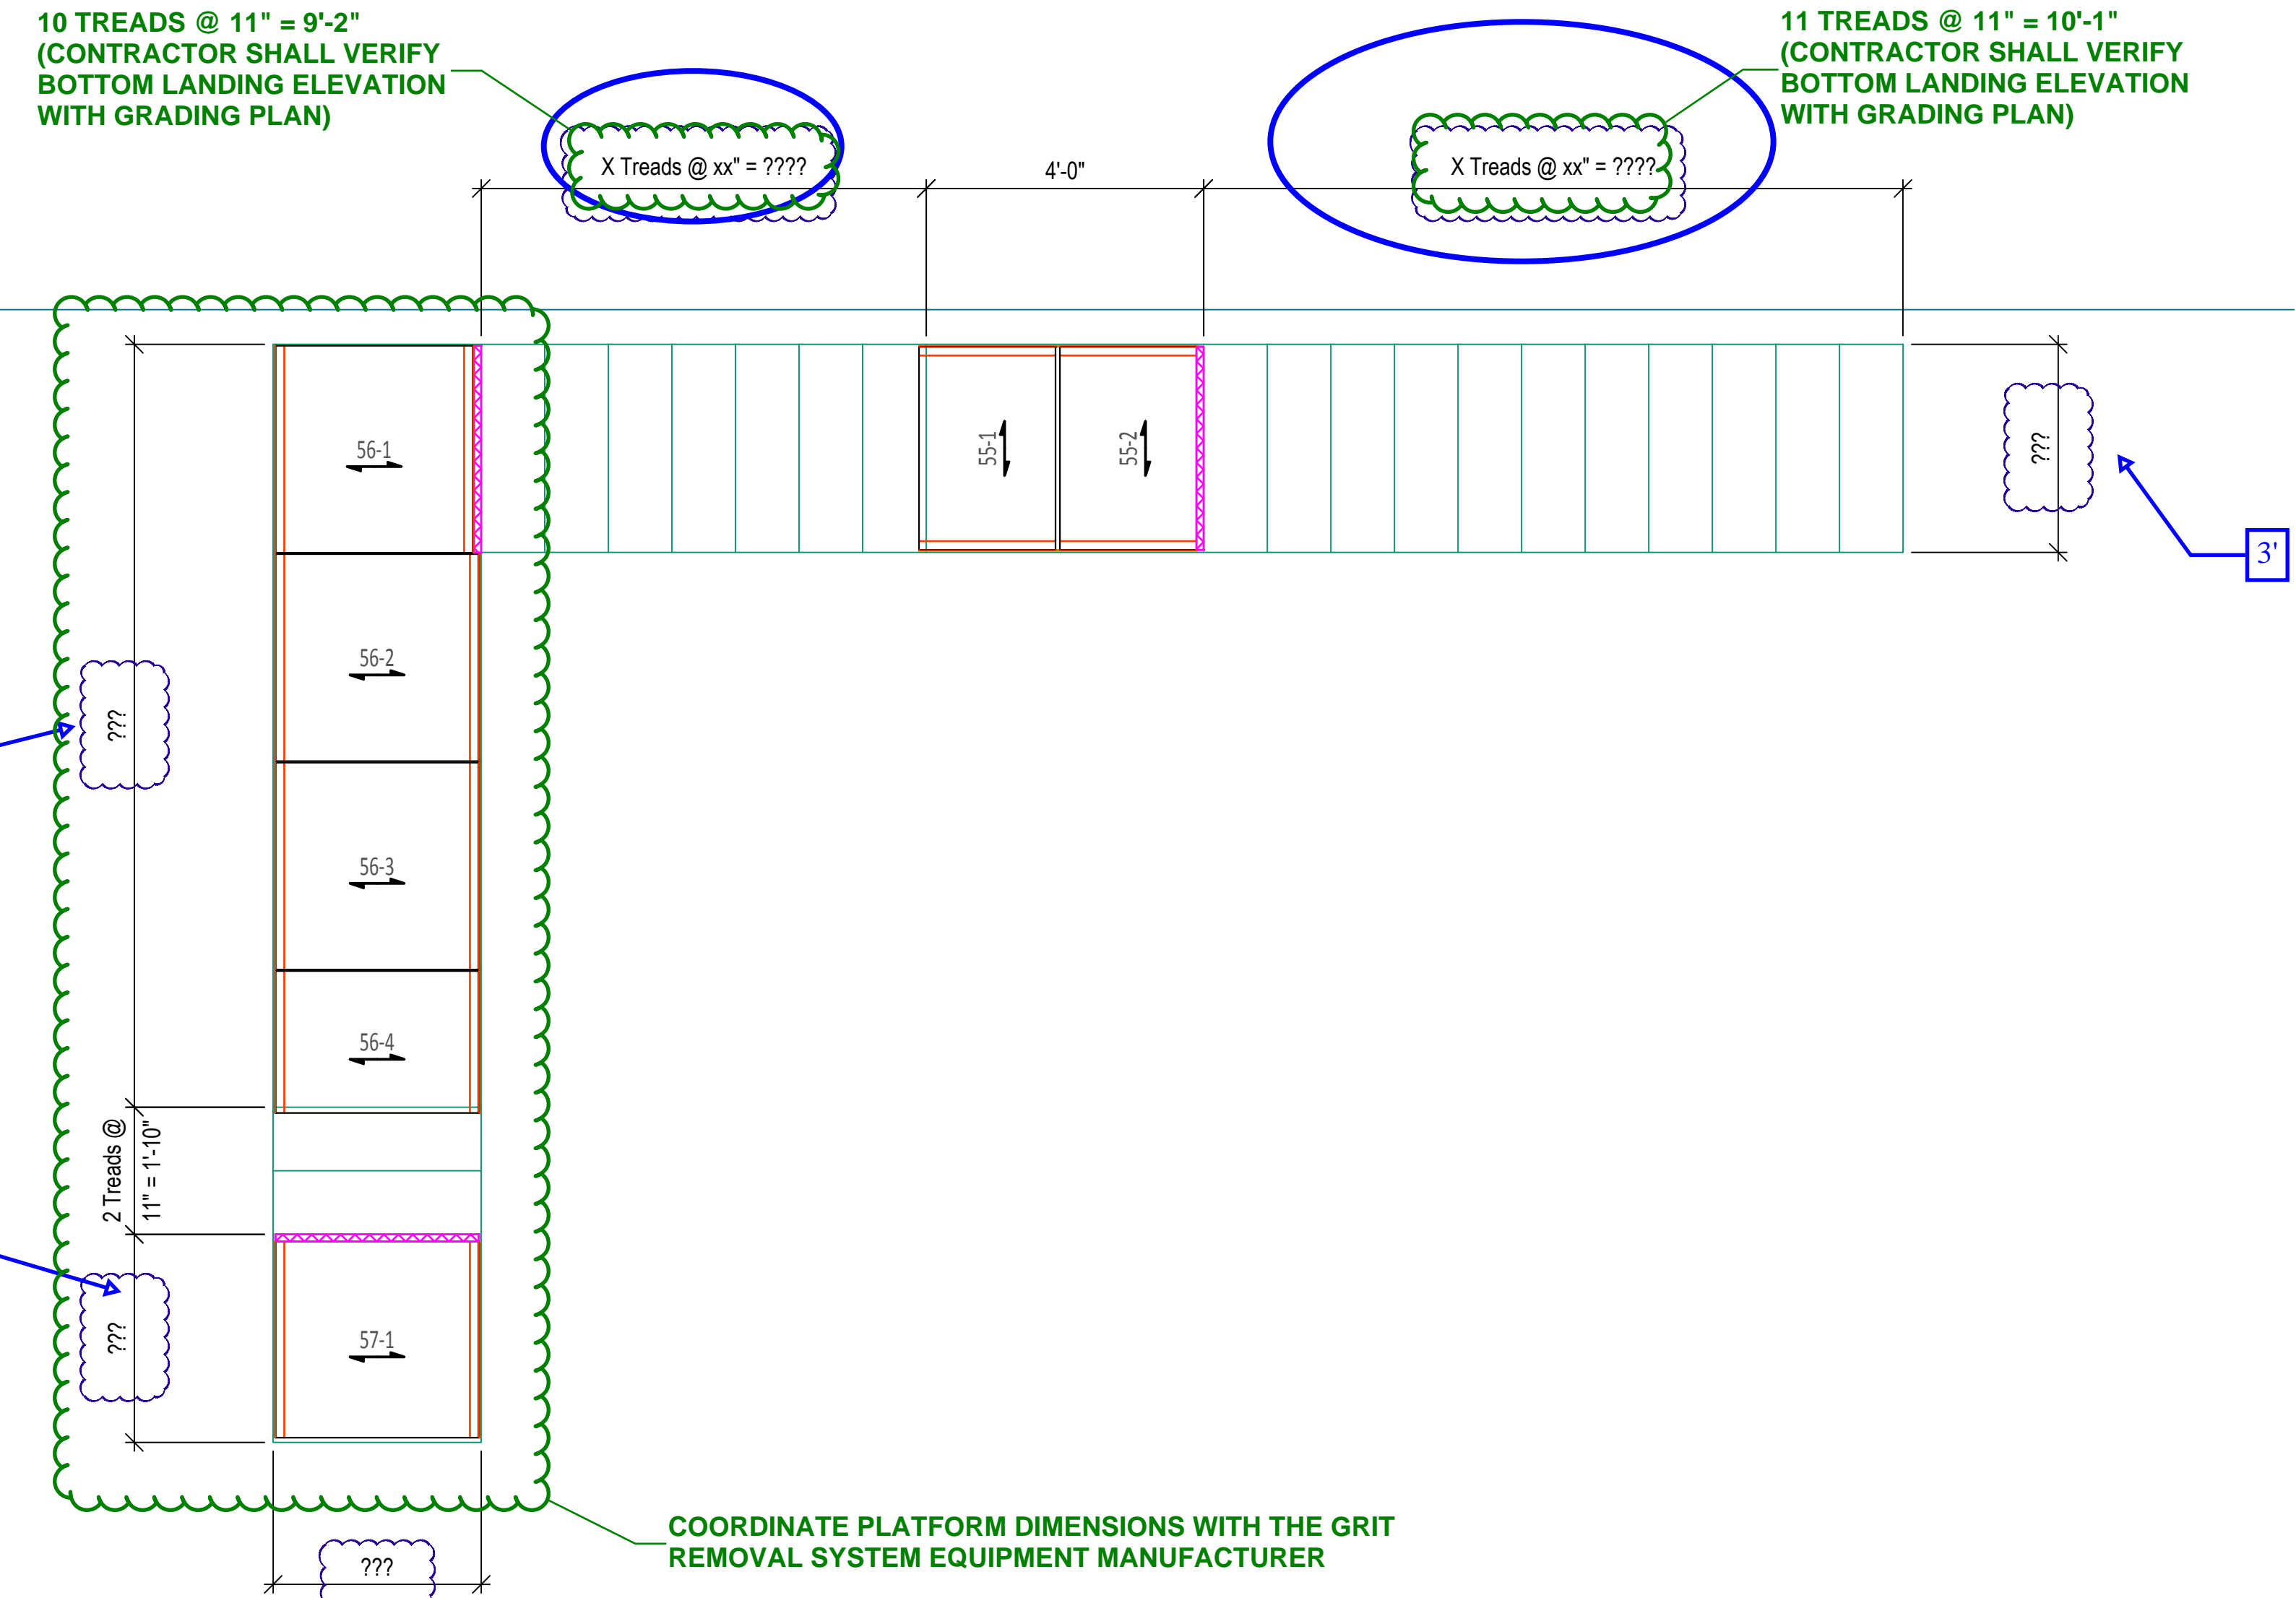 10 TREADS @ 11" = 9'-2"
(CONTRACTOR SHALL VERIFY
BOTTOM LANDING ELEVATION
WITH GRADING PLAN)
11 TREADS @ 11" = 10'-1"
(CONTRACTOR SHALL VERIFY
BOTTOM LANDING ELEVATION
WITH GRADING PLAN)
X Treads @ xx" = ????
4'-0"
X Treads @ xx" = ????
56-1
55-1
55-2
???
3'
56-2
???
56-3
56-4
2 Treads @
11" = 1'-10"
57-1
???
COORDINATE PLATFORM DIMENSIONS WITH THE GRIT
REMOVAL SYSTEM EQUIPMENT MANUFACTURER
???